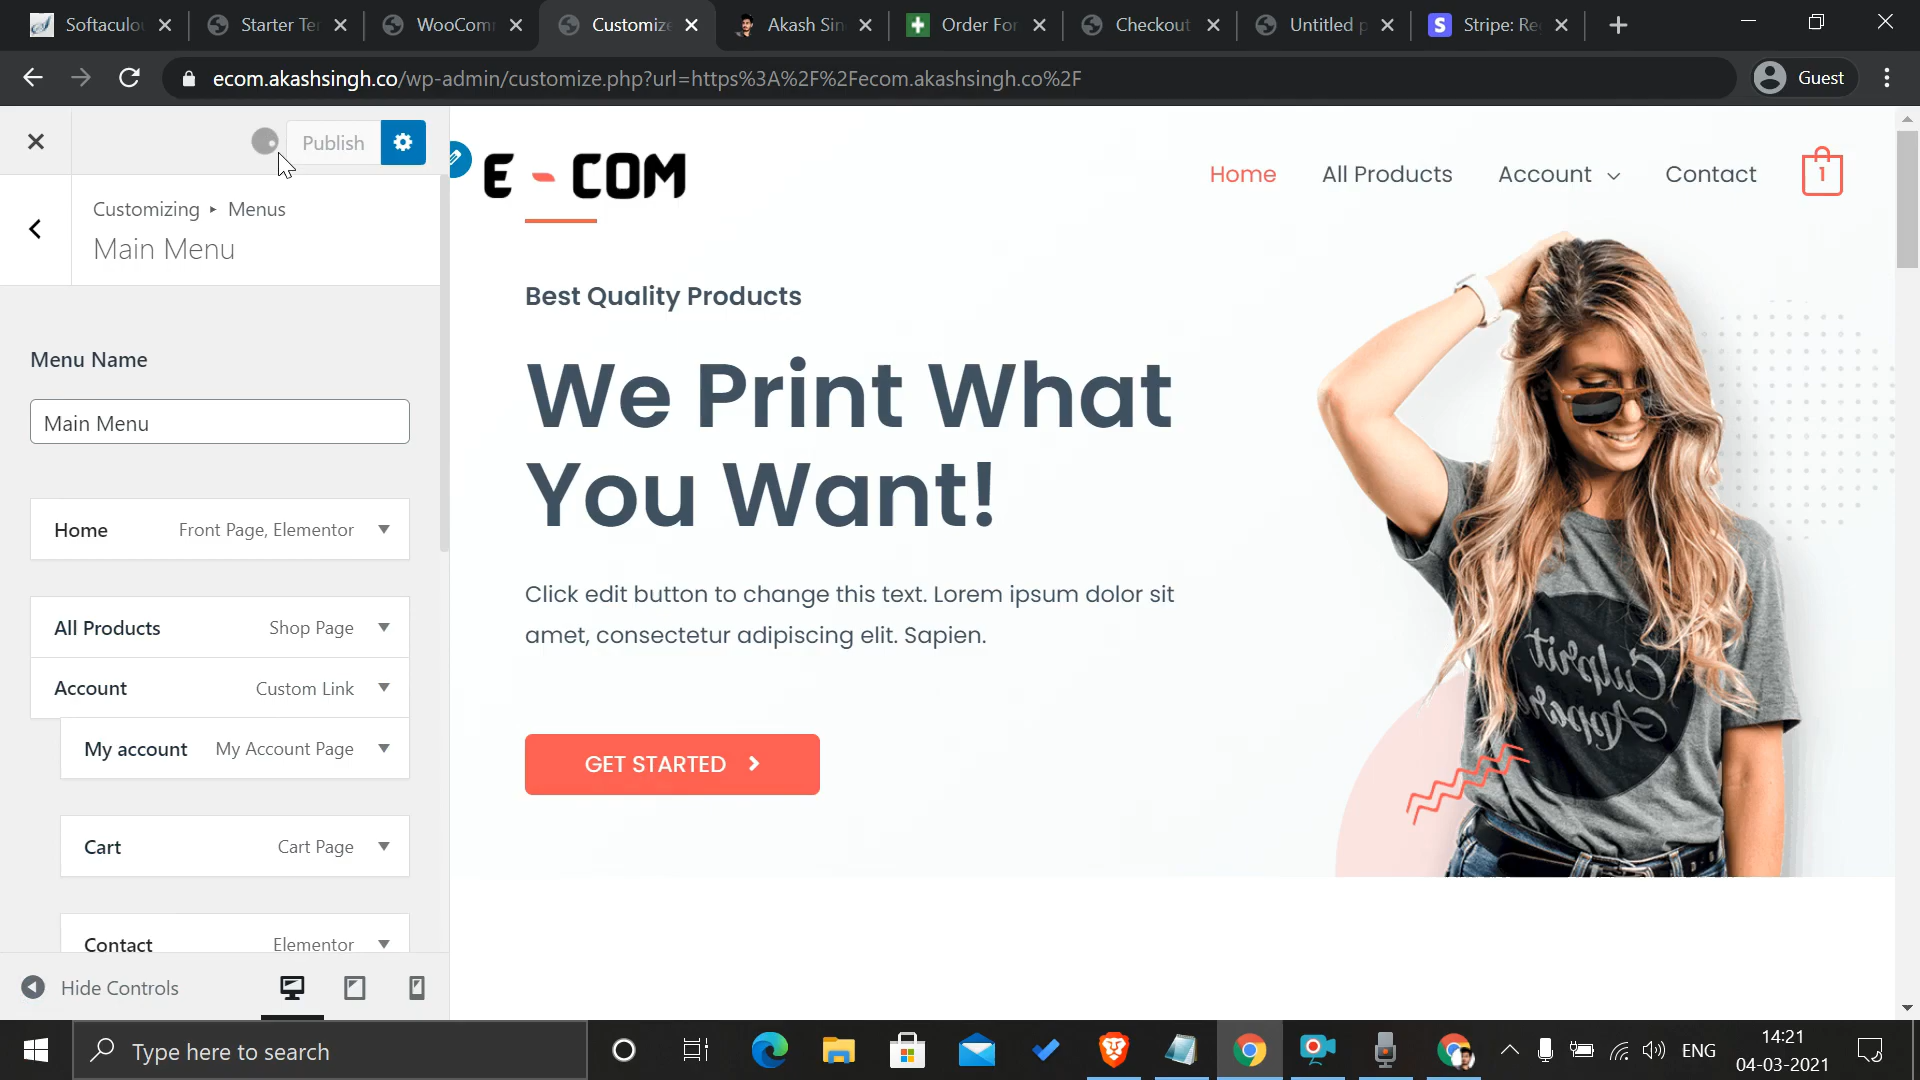 Softaculou
Starter Te
WooComm
Customize
Akash Sin
Order For
Checkout
Untitled p
Stripe: Re
ecom.akashsingh.co/wp-admin/customize.php?url=https%3A%2F%2Fecom.akashsingh.co%2F
Guest
Publish
Customizing ▸ Menus
Main Menu
Menu Name
Main Menu
Home Front Page, Elementor
All Products Shop Page
Account Custom Link
My account My Account Page
Cart Cart Page
Contact Elementor
Hide Controls
E - COM
Home All Products Account Contact 1
Best Quality Products
We Print What
You Want!
Click edit button to change this text. Lorem ipsum dolor sit
amet, consectetur adipiscing elit. Sapien.
GET STARTED
Culprit
Apparel
Type here to search
ENG
14:21
04-03-2021